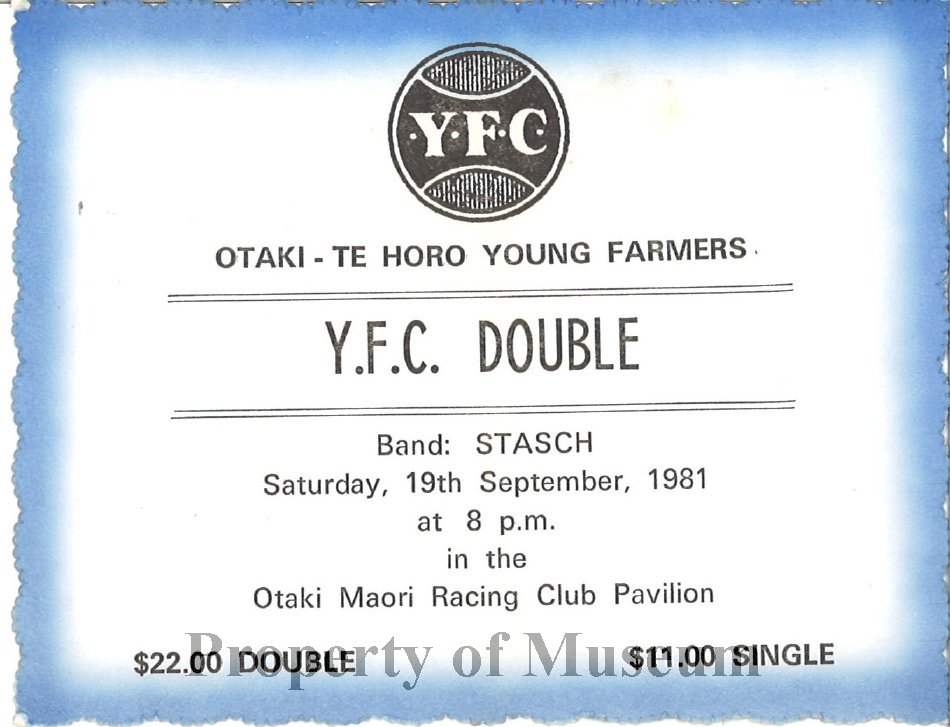 ·Y·F·C·
OTAKI - TE HORO YOUNG FARMERS.
Y.F.C. DOUBLE
Band: STASCH
Saturday, 19th September, 1981
at 8 p.m.
in the
Otaki Maori Racing Club Pavilion
$22.00 DOUBLE $11.00 SINGLE
Property of Museum